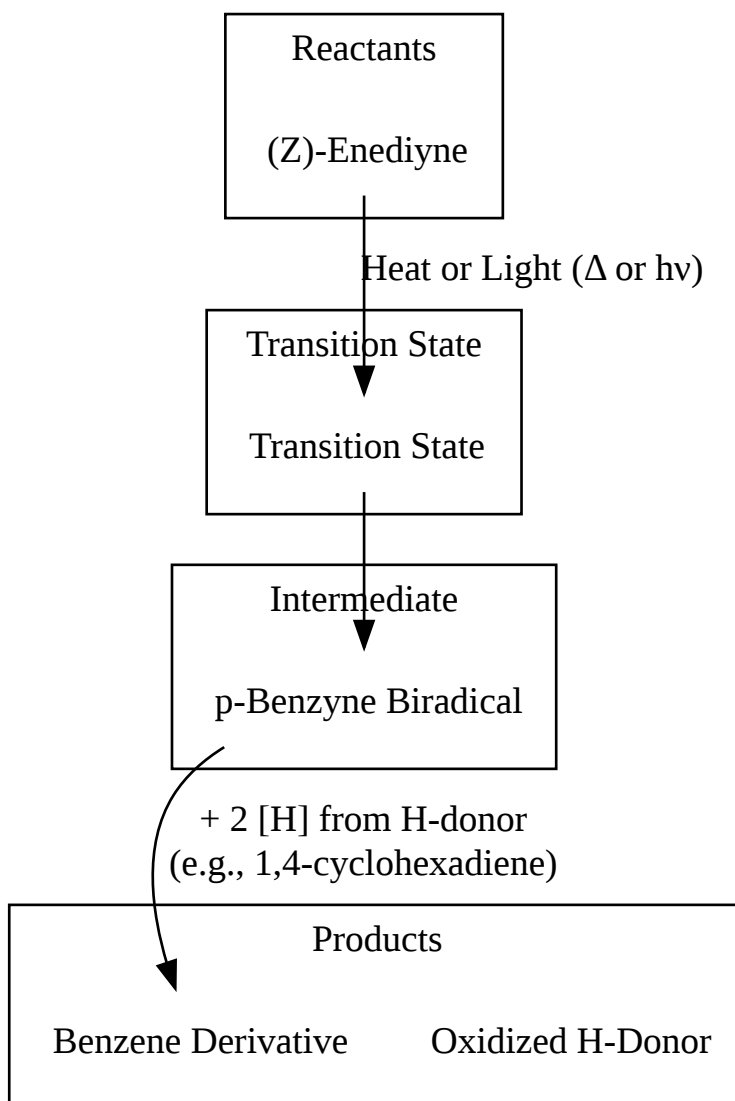 Reactants
(Z)-Enediyne
Heat or Light (Δ or hν)
Transition State
Transition State
Intermediate
p-Benzyne Biradical
+ 2 [H] from H-donor
(e.g., 1,4-cyclohexadiene)
Products
Benzene Derivative Oxidized H-Donor